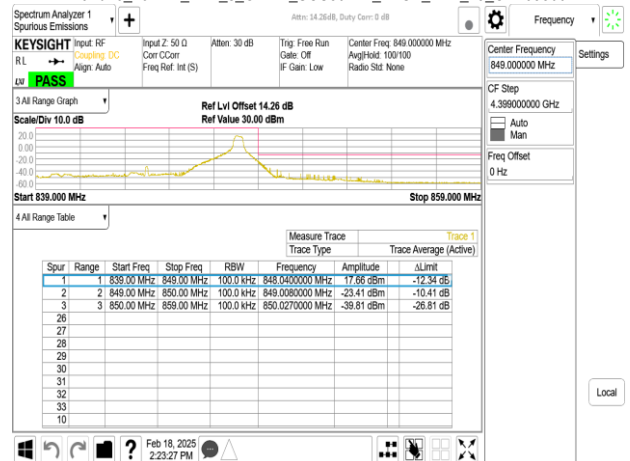 Spectrum Analyzer 1
Spurious Emissions
+
Attn: 14.26dB, Duty Corr: 0 dB
Frequency
KEYSIGHT
RL
LXI
PASS
Input: RF
Coupling: DC
Align: Auto
Input Z: 50 Ω
Corr CCorr
Freq Ref: Int (S)
Atten: 30 dB
Trig: Free Run
Gate: Off
IF Gain: Low
Center Freq: 849.000000 MHz
Avg|Hold: 100/100
Radio Std: None
Center Frequency
849.000000 MHz
Settings
CF Step
4.399000000 GHz
Auto
Man
Freq Offset
0 Hz
3 All Range Graph
Scale/Div 10.0 dB
Ref Lvl Offset 14.26 dB
Ref Value 30.00 dBm
20.0
0.00
-20.0
-40.0
-60.0
Start 839.000 MHz
Stop 859.000 MHz
4 All Range Table
Measure Trace Trace 1
Trace Type Trace Average (Active)
Spur Range Start Freq Stop Freq RBW Frequency Amplitude ΔLimit
1 1 839.00 MHz 849.00 MHz 100.0 kHz 848.0400000 MHz 17.66 dBm -12.34 dB
2 2 849.00 MHz 850.00 MHz 100.0 kHz 849.0080000 MHz -23.41 dBm -10.41 dB
3 3 850.00 MHz 859.00 MHz 100.0 kHz 850.0270000 MHz -39.81 dBm -26.81 dB
26
27
28
29
30
31
32
33
10
Local
?
Feb 18, 2025
2:23:27 PM